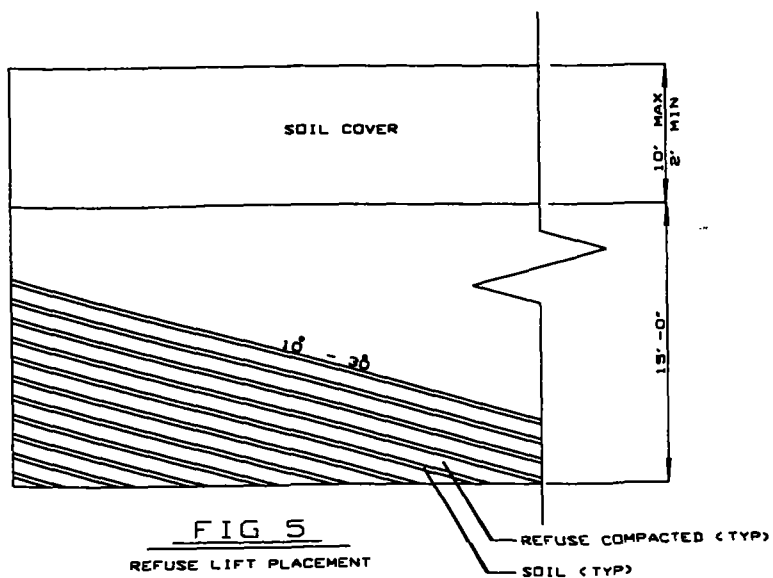 SOIL COVER
10' MAX
2' MIN
10° - 30°
15'-0"
FIG 5
REFUSE LIFT PLACEMENT
REFUSE COMPACTED (TYP)
SOIL (TYP)